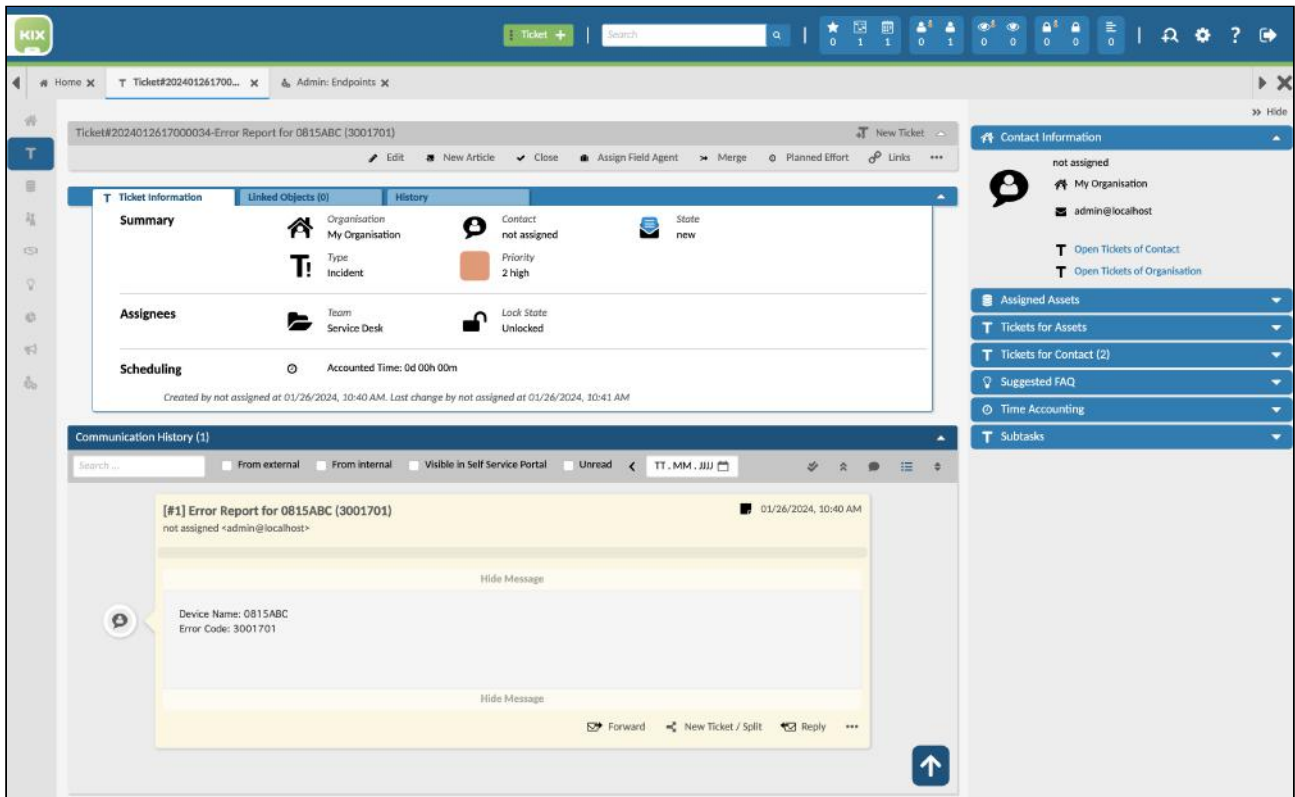 KIX
Ticket +
Search
0 1 1 0 1 0 0 0 0 0
?
Home
Ticket#202401261700...
Admin: Endpoints
Hide
Ticket#2024012617000034-Error Report for 0815ABC (3001701)
New Ticket
Edit New Article Close Assign Field Agent Merge Planned Effort Links
Ticket Information Linked Objects (0) History
Summary
Organisation
My Organisation
Contact
not assigned
State
new
Type
Incident
Priority
2 high
Assignees
Team
Service Desk
Lock State
Unlocked
Scheduling
Accounted Time: 0d 00h 00m
Created by not assigned at 01/26/2024, 10:40 AM. Last change by not assigned at 01/26/2024, 10:41 AM
Communication History (1)
Search ... From external From internal Visible in Self Service Portal Unread TT.MM.JJJJ
[#1] Error Report for 0815ABC (3001701)
01/26/2024, 10:40 AM
not assigned <admin@localhost>
Hide Message
Device Name: 0815ABC
Error Code: 3001701
Hide Message
Forward New Ticket / Split Reply
Contact Information
not assigned
My Organisation
admin@localhost
Open Tickets of Contact
Open Tickets of Organisation
Assigned Assets
Tickets for Assets
Tickets for Contact (2)
Suggested FAQ
Time Accounting
Subtasks